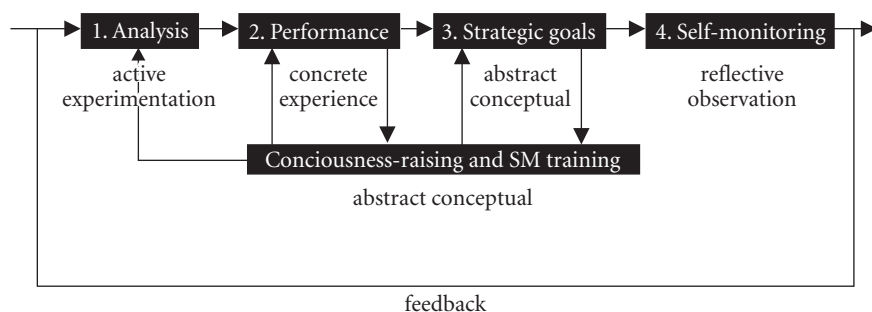 1. Analysis
2. Performance
3. Strategic goals
4. Self-monitoring
active
experimentation
concrete
experience
abstract
conceptual
reflective
observation
Conciousness-raising and SM training
abstract conceptual
feedback